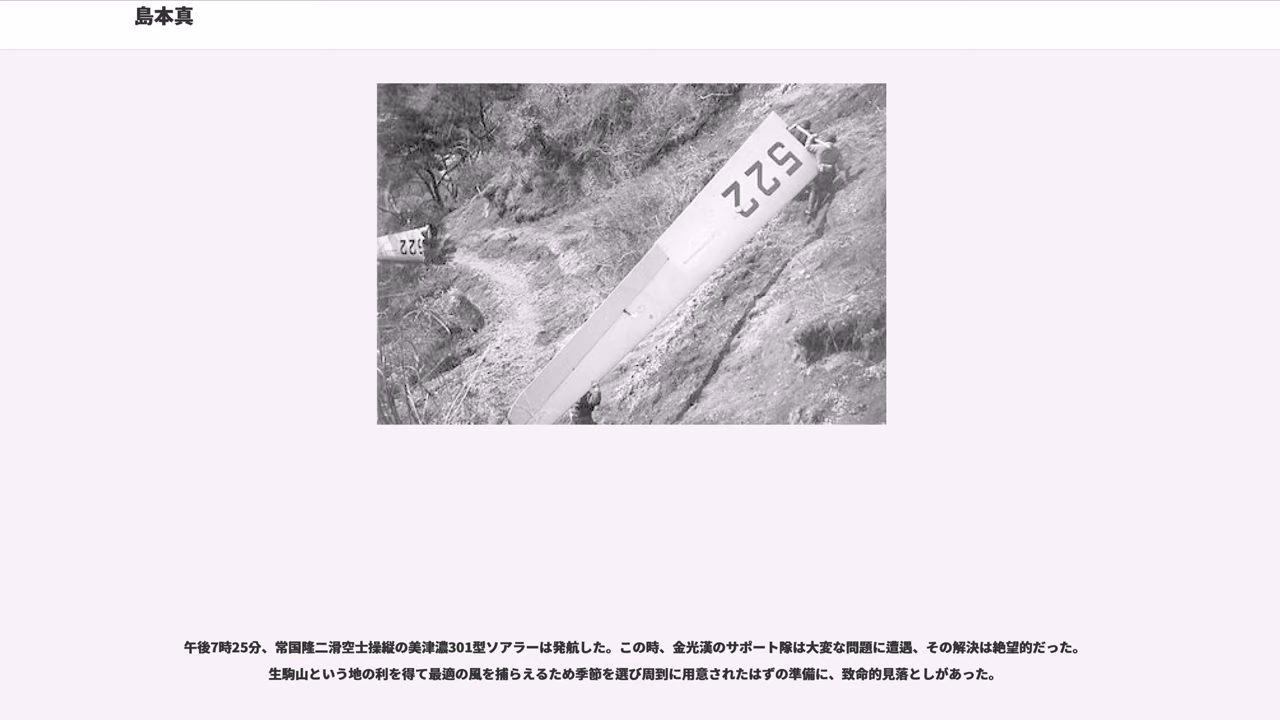 島本真
522
522
午後7時25分、常国隆二滑空士操縦の美津濃301型ソアラーは発航した。この時、金光漢のサポート隊は大変な問題に遭遇、その解決は絶望的だった。
生駒山という地の利を得て最適の風を捕らえるため季節を選び周到に用意されたはずの準備に、致命的見落としがあった。